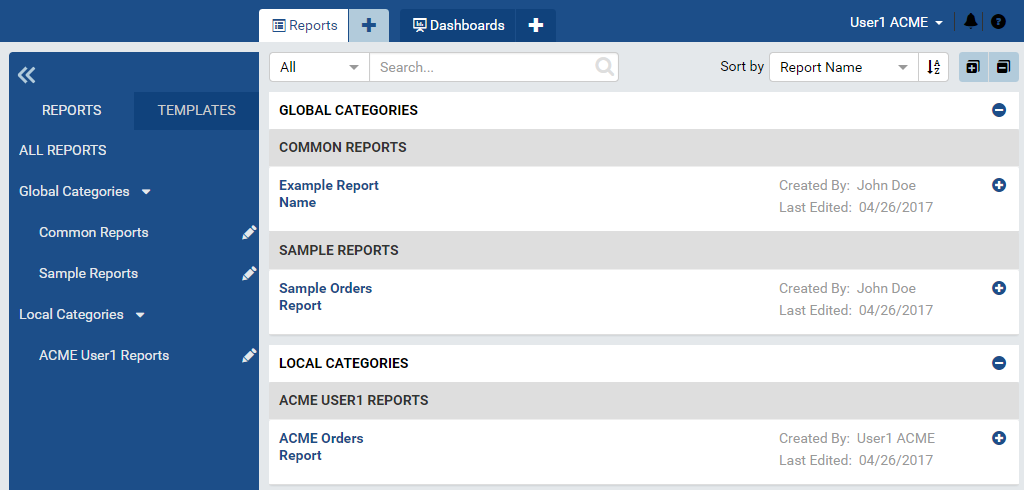 Reports
Dashboards
User1 ACME
?
REPORTS
TEMPLATES
ALL REPORTS
Global Categories
Common Reports
Sample Reports
Local Categories
ACME User1 Reports
All
Search...
Sort by
Report Name
A
Z
GLOBAL CATEGORIES
COMMON REPORTS
Example Report
Name
Created By: John Doe
Last Edited: 04/26/2017
SAMPLE REPORTS
Sample Orders
Report
Created By: John Doe
Last Edited: 04/26/2017
LOCAL CATEGORIES
ACME USER1 REPORTS
ACME Orders
Report
Created By: User1 ACME
Last Edited: 04/26/2017